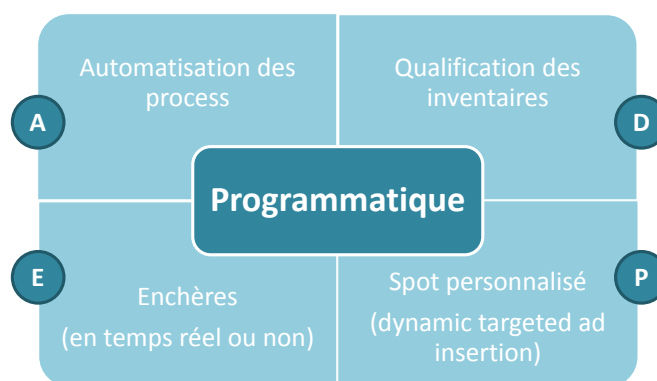 Automatisation des
process
Qualification des
inventaires
A
D
Programmatique
E
P
Enchères
(en temps réel ou non)
Spot personnalisé
(dynamic targeted ad
insertion)